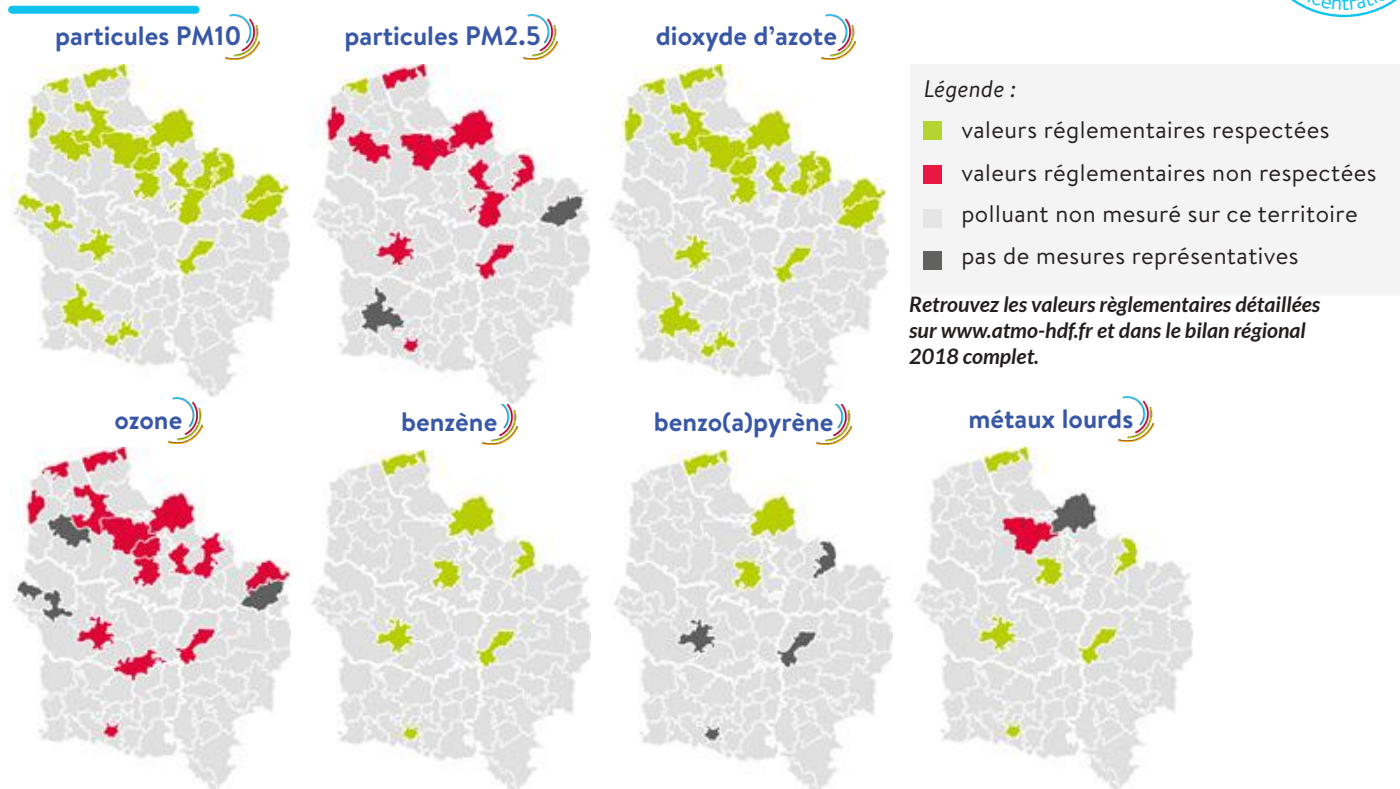 particules PM10
particules PM2.5
dioxyde d'azote
Légende :
valeurs réglementaires respectées
valeurs réglementaires non respectées
polluant non mesuré sur ce territoire
pas de mesures représentatives
Retrouvez les valeurs règlementaires détaillées
sur www.atmo-hdf.fr et dans le bilan régional
2018 complet.
ozone
benzène
benzo(a)pyrène
métaux lourds